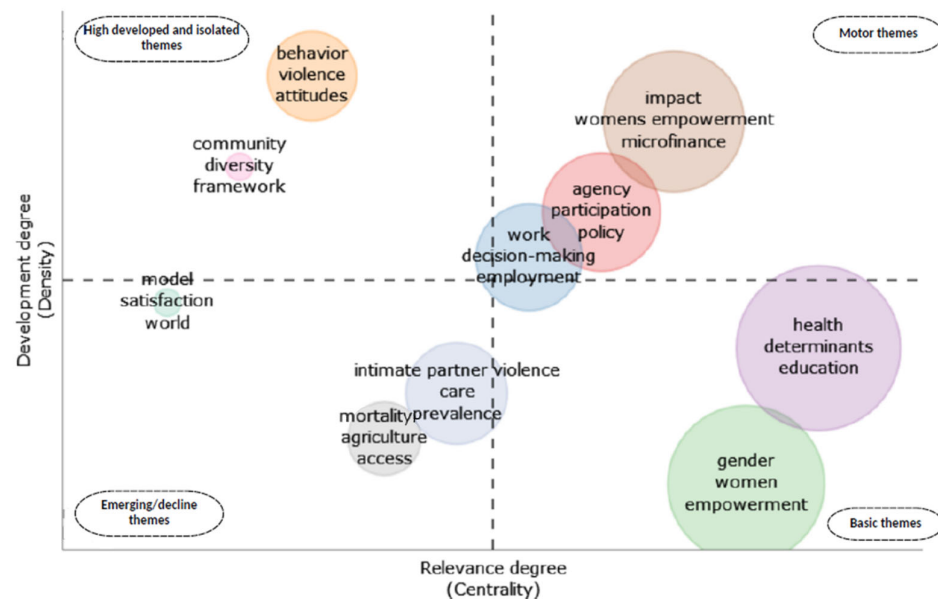 High developed and isolated
themes
Motor themes
behavior
violence
attitudes
impact
womens empowerment
microfinance
community
diversity
framework
agency
participation
policy
work
decision-making
employment
model
satisfaction
world
health
determinants
education
intimate partner violence
care
prevalence
mortality
agriculture
access
gender
women
empowerment
Emerging/decline
themes
Basic themes
Development degree
(Density)
Relevance degree
(Centrality)